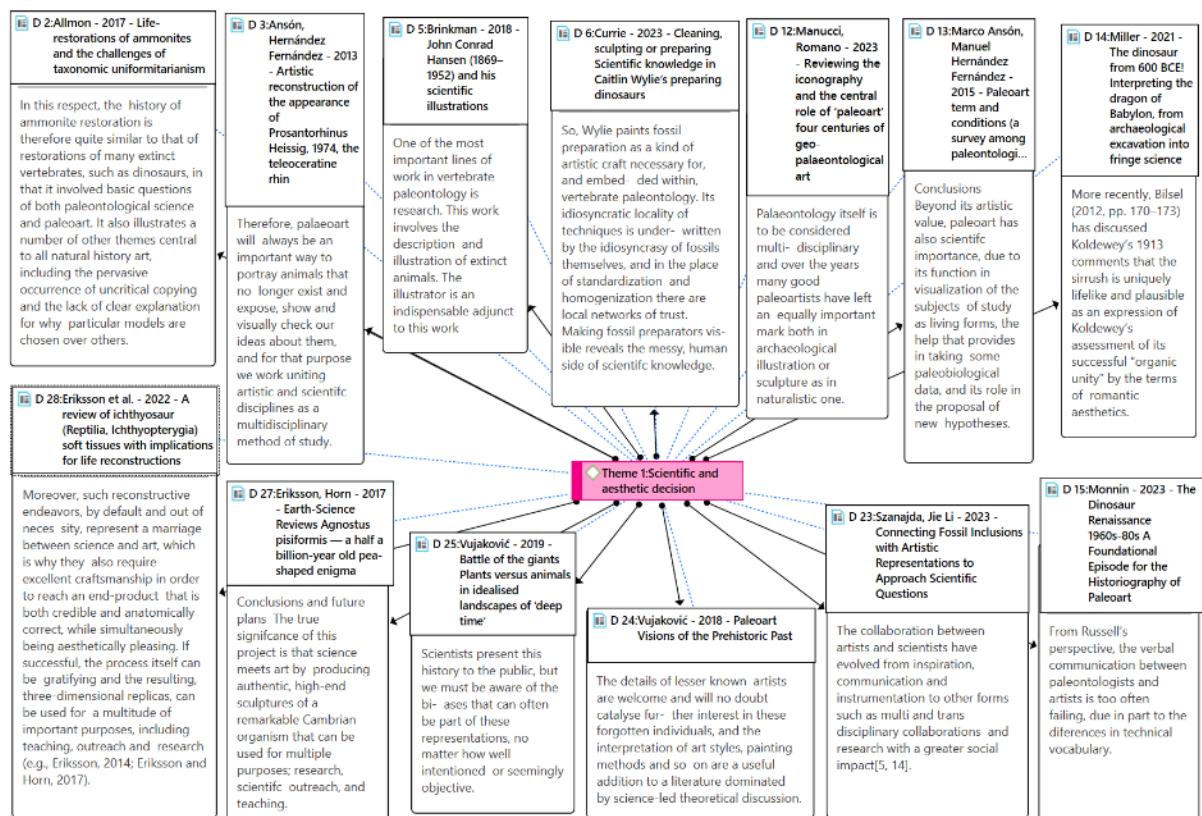 D 2:Allmon - 2017 - Life-
restorations of ammonites
and the challenges of
taxonomic uniformitarianism
In this respect, the history of
ammonite restoration is
therefore quite similar to that of
restorations of many extinct
vertebrates, such as dinosaurs, in
that it involved basic questions
of both paleontological science
and paleoart. It also illustrates a
number of other themes central
to all natural history art,
including the pervasive
occurrence of uncritical copying
and the lack of clear explanation
for why particular models are
chosen over others.
D 3:Ansón,
Hernández
Fernández - 2013
- Artistic
reconstruction of
the appearance
of
Prosantorhinus
Heissig, 1974, the
teleoceratine
rhin
Therefore, palaeoart
will always be an
important way to
portray animals that
no longer exist and
expose, show and
visually check our
ideas about them,
and for that purpose
we work uniting
artistic and scientifc
disciplines as a
multidisciplinary
method of study.
D 5:Brinkman - 2018 -
John Conrad
Hansen (1869–
1952) and his
scientific
illustrations
One of the most
important lines of
work in vertebrate
paleontology is
research. This work
involves the
description and
illustration of extinct
animals. The
illustrator is an
indispensable adjunct
to this work
D 6:Currie - 2023 - Cleaning,
sculpting or preparing
Scientific knowledge in
Caitlin Wylie's preparing
dinosaurs
So, Wylie paints fossil
preparation as a kind of
artistic craft necessary for,
and embed- ded within,
vertebrate paleontology. Its
idiosyncratic locality of
techniques is under- written
by the idiosyncrasy of fossils
themselves, and in the place
of standardization and
homogenization there are
local networks of trust.
Making fossil preparators vis-
ible reveals the messy, human
side of scientifc knowledge.
D 12:Manucci,
Romano - 2023
- Reviewing the
iconography
and the central
role of 'paleoart'
four centuries of
geo-
palaeontological
art
Palaeontology itself is
to be considered
multi- disciplinary
and over the years
many good
paleoartists have left
an equally important
mark both in
archaeological
illustration or
sculpture as in
naturalistic one.
D 13:Marco Ansón,
Manuel
Hernández
Fernández -
2015 - Paleoart
term and
conditions (a
survey among
paleontologi...
Conclusions
Beyond its artistic
value, paleoart has
also scientifc
importance, due to
its function in
visualization of the
subjects of study
as living forms, the
help that provides
in taking some
paleobiological
data, and its role in
the proposal of
new hypotheses.
D 14:Miller - 2021 -
The dinosaur
from 600 BCE!
Interpreting the
dragon of
Babylon, from
archaeological
excavation into
fringe science
More recently, Bilsel
(2012, pp. 170–173)
has discussed
Koldewey's 1913
comments that the
sirrush is uniquely
lifelike and plausible
as an expression of
Koldewey's
assessment of its
successful "organic
unity" by the terms
of romantic
aesthetics.
Theme 1:Scientific and
aesthetic decision
D 28:Eriksson et al. - 2022 - A
review of ichthyosaur
(Reptilia, Ichthyopterygia)
soft tissues with implications
for life reconstructions
Moreover, such reconstructive
endeavors, by default and out of
neces sity, represent a marriage
between science and art, which
is why they also require
excellent craftsmanship in order
to reach an end-product that is
both credible and anatomically
correct, while simultaneously
being aesthetically pleasing. If
successful, the process itself can
be gratifying and the resulting,
three-dimensional replicas, can
be used for a multitude of
important purposes, including
teaching, outreach and research
(e.g., Eriksson, 2014; Eriksson and
Horn, 2017).
D 27:Eriksson, Horn - 2017
- Earth-Science
Reviews Agnostus
pisiformis — a half a
billion-year old pea-
shaped enigma
Conclusions and future
plans The true
signifcance of this
project is that science
meets art by producing
authentic, high-end
sculptures of a
remarkable Cambrian
organism that can be
used for multiple
purposes; research,
scientifc outreach, and
teaching.
D 25:Vujaković - 2019 -
Battle of the giants
Plants versus animals
in idealised
landscapes of 'deep
time'
Scientists present this
history to the public, but
we must be aware of the
bi- ases that can often
be part of these
representations, no
matter how well
intentioned or seemingly
objective.
D 24:Vujaković - 2018 - Paleoart
Visions of the Prehistoric Past
The details of lesser known artists
are welcome and will no doubt
catalyse fur- ther interest in these
forgotten individuals, and the
interpretation of art styles, painting
methods and so on are a useful
addition to a literature dominated
by science-led theoretical discussion.
D 23:Szanajda, Jie Li - 2023 -
Connecting Fossil Inclusions
with Artistic
Representations to
Approach Scientific
Questions
The collaboration between
artists and scientists have
evolved from inspiration,
communication and
instrumentation to other forms
such as multi and trans
disciplinary collaborations and
research with a greater social
impact[5, 14].
D 15:Monnin - 2023 - The
Dinosaur
Renaissance
1960s-80s A
Foundational
Episode for the
Historiography of
Paleoart
From Russell's
perspective, the verbal
communication between
paleontologists and
artists is too often
failing, due in part to the
diferences in technical
vocabulary.